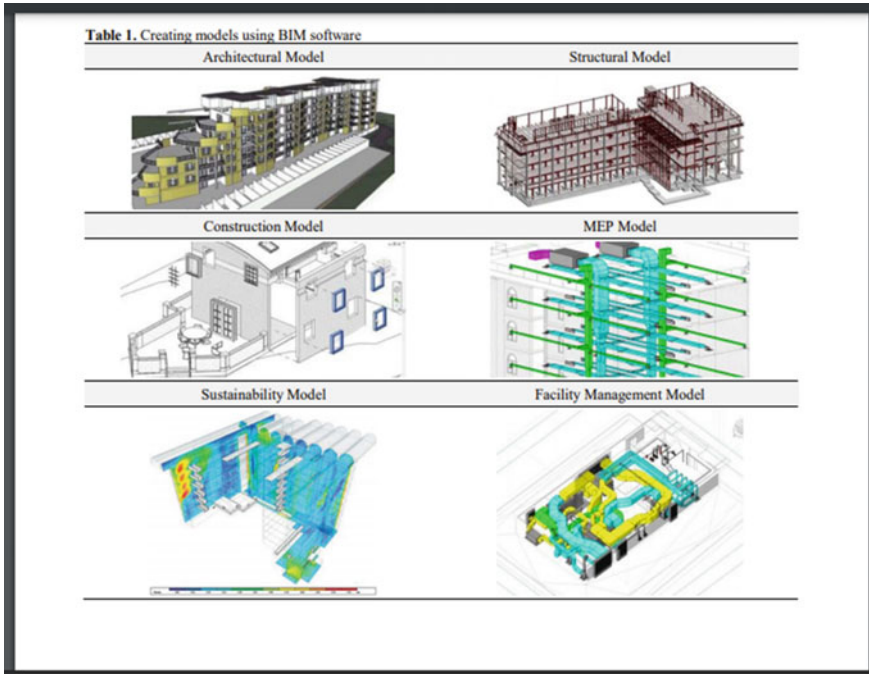 Table 1. Creating models using BIM software
Architectural Model
Structural Model
Construction Model
MEP Model
Sustainability Model
Facility Management Model